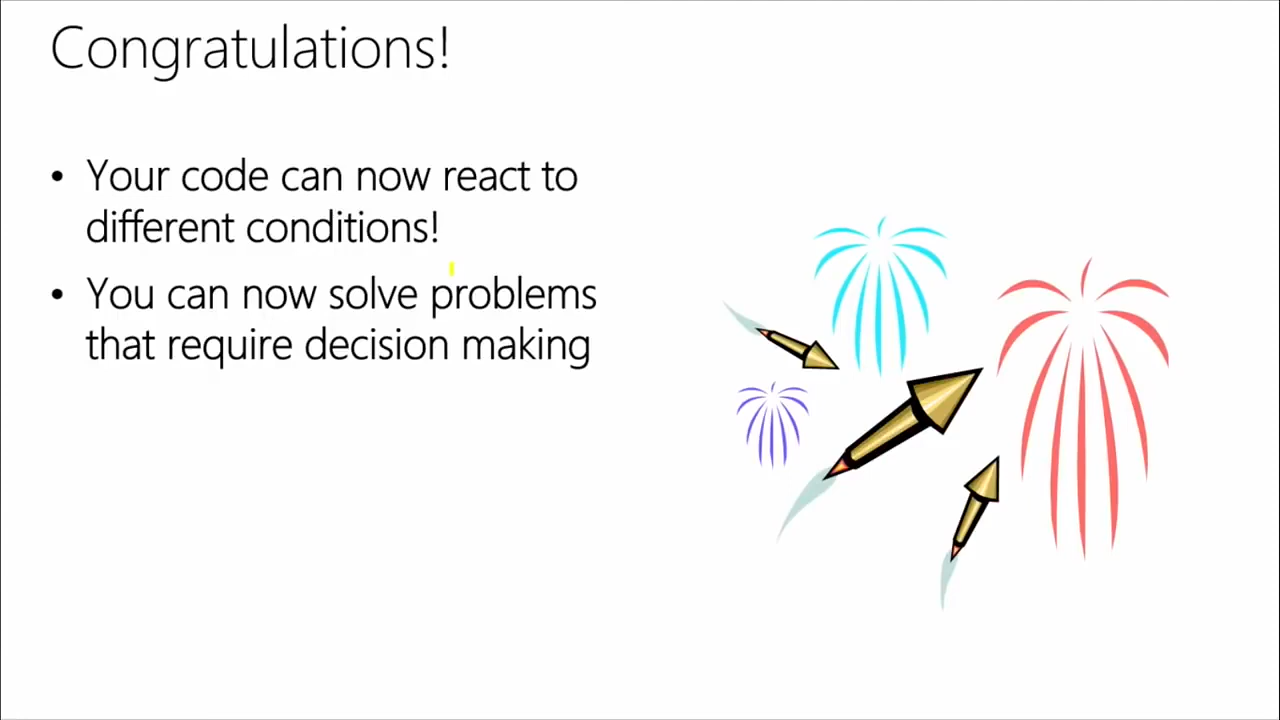 Congratulations!
• Your code can now react to
different conditions!
• You can now solve problems
that require decision making